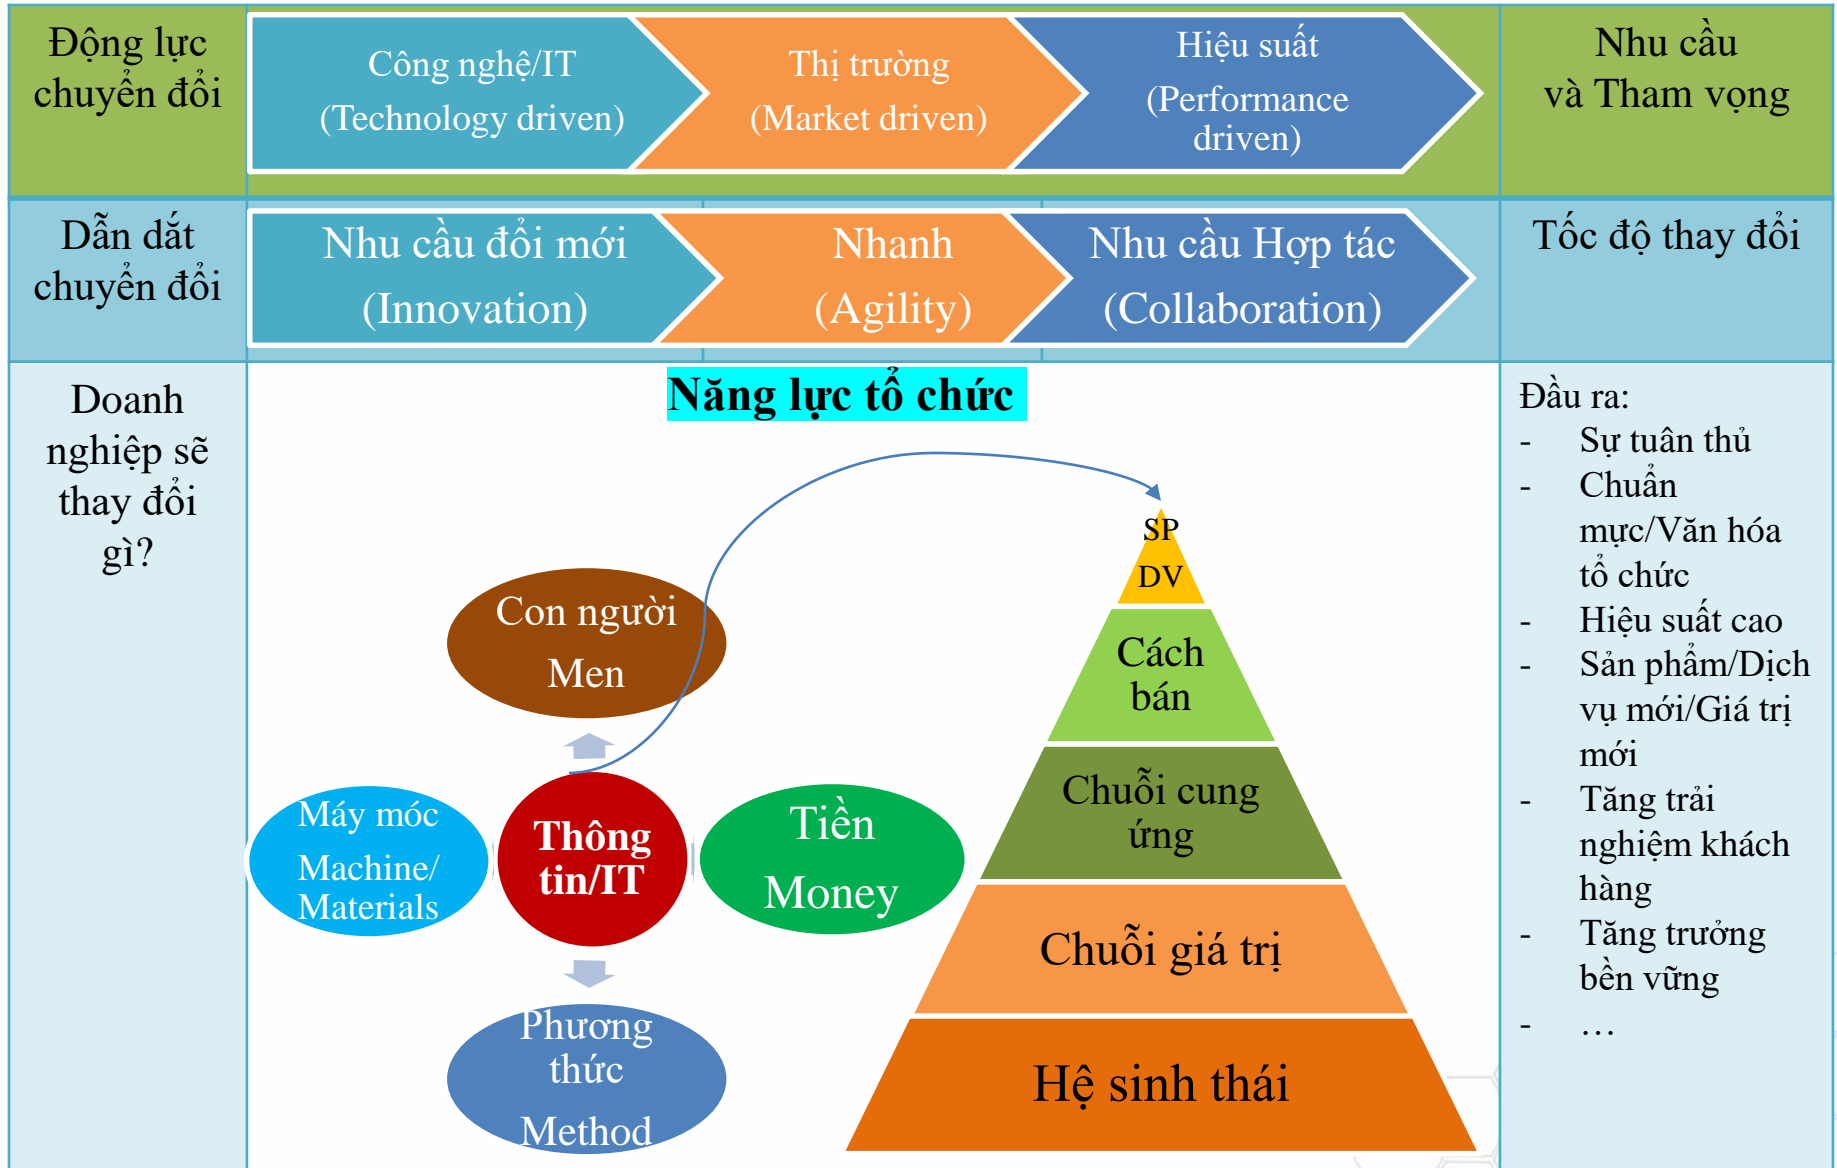 Động lực
chuyển đổi
Công nghệ/IT
(Technology driven)
Thị trường
(Market driven)
Hiệu suất
(Performance
driven)
Nhu cầu
và Tham vọng
Dẫn dắt
chuyển đổi
Nhu cầu đổi mới
(Innovation)
Nhanh
(Agility)
Nhu cầu Hợp tác
(Collaboration)
Tốc độ thay đổi
Doanh
nghiệp sẽ
thay đổi
gì?
Năng lực tổ chức
Con người
Men
Máy móc
Machine/
Materials
Thông
tin/IT
Tiền
Money
Phương
thức
Method
SP
DV
Cách
bán
Chuỗi cung
ứng
Chuỗi giá trị
Hệ sinh thái
Đầu ra:
- Sự tuân thủ
- Chuẩn
mực/Văn hóa
tổ chức
- Hiệu suất cao
- Sản phẩm/Dịch
vụ mới/Giá trị
mới
- Tăng trải
nghiệm khách
hàng
- Tăng trưởng
bền vững
- …